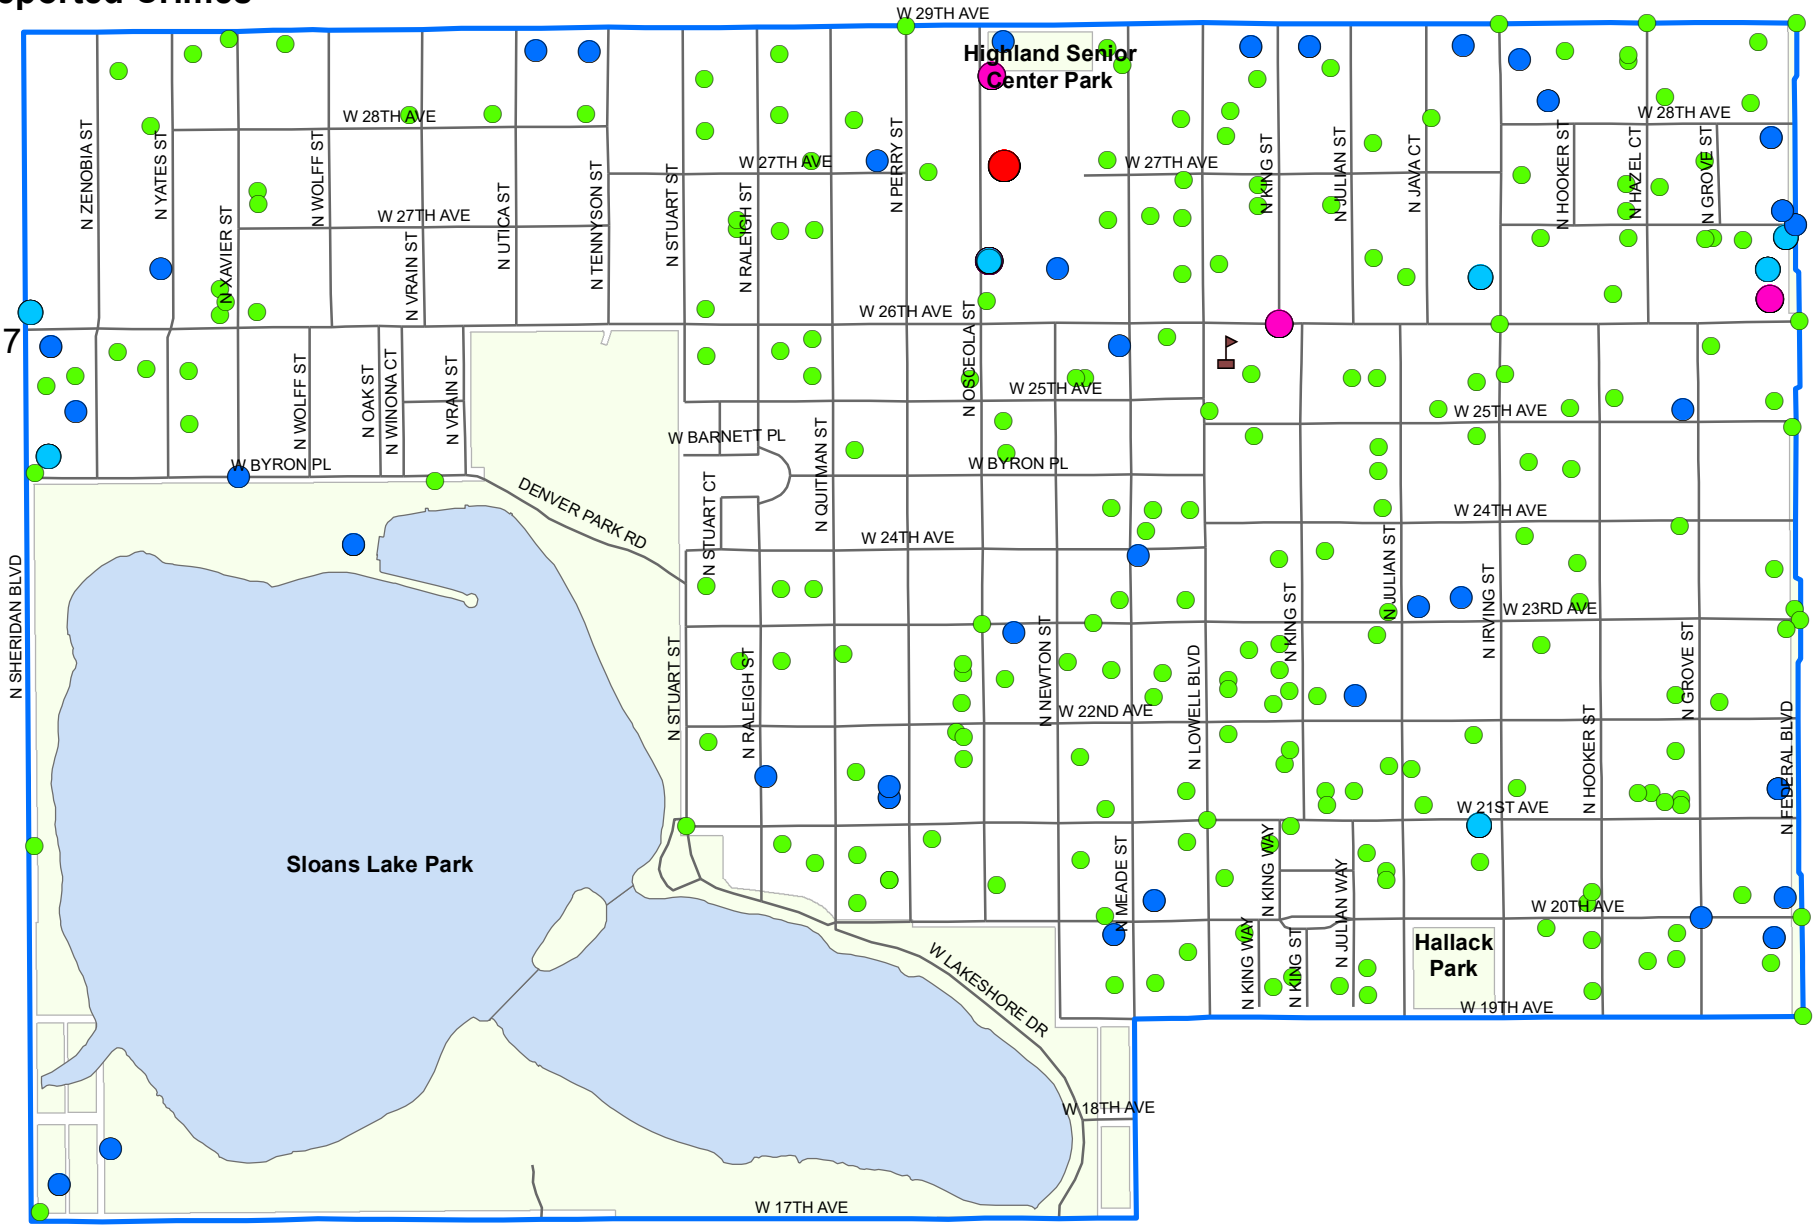 W 29TH AVE
Highland Senior
Center Park
W 28TH AVE
W 28TH AVE
N ZENOBIA ST
N YATES ST
N XAVIER ST
N WOLFF ST
W 27TH AVE
N VRAIN ST
N UTICA ST
N TENNYSON ST
N STUART ST
N RALEIGH ST
W 27TH AVE
N PERRY ST
W 27TH AVE
N KING ST
N JULIAN ST
N JAVA CT
N HOOKER ST
N HAZEL CT
N GROVE ST
W 26TH AVE
7
N WOLFF ST
N OAK ST
N WINONA CT
N VRAIN ST
N OSCEOLA ST
W 25TH AVE
W 25TH AVE
W BARNETT PL
N QUITMAN ST
W BYRON PL
W BYRON PL
DENVER PARK RD
N STUART CT
W 24TH AVE
W 24TH AVE
N SHERIDAN BLVD
N STUART ST
N RALEIGH ST
N NEWTON ST
W 22ND AVE
N LOWELL BLVD
N KING ST
N JULIAN ST
N IRVING ST
W 23RD AVE
N GROVE ST
N HOOKER ST
N FEDERAL BLVD
W 21ST AVE
Sloans Lake Park
N MEADE ST
N KING WAY
N JULIAN WAY
W 20TH AVE
N KING WAY
N KING ST
Hallack
Park
W LAKESHORE DR
W 19TH AVE
W 18TH AVE
W 17TH AVE